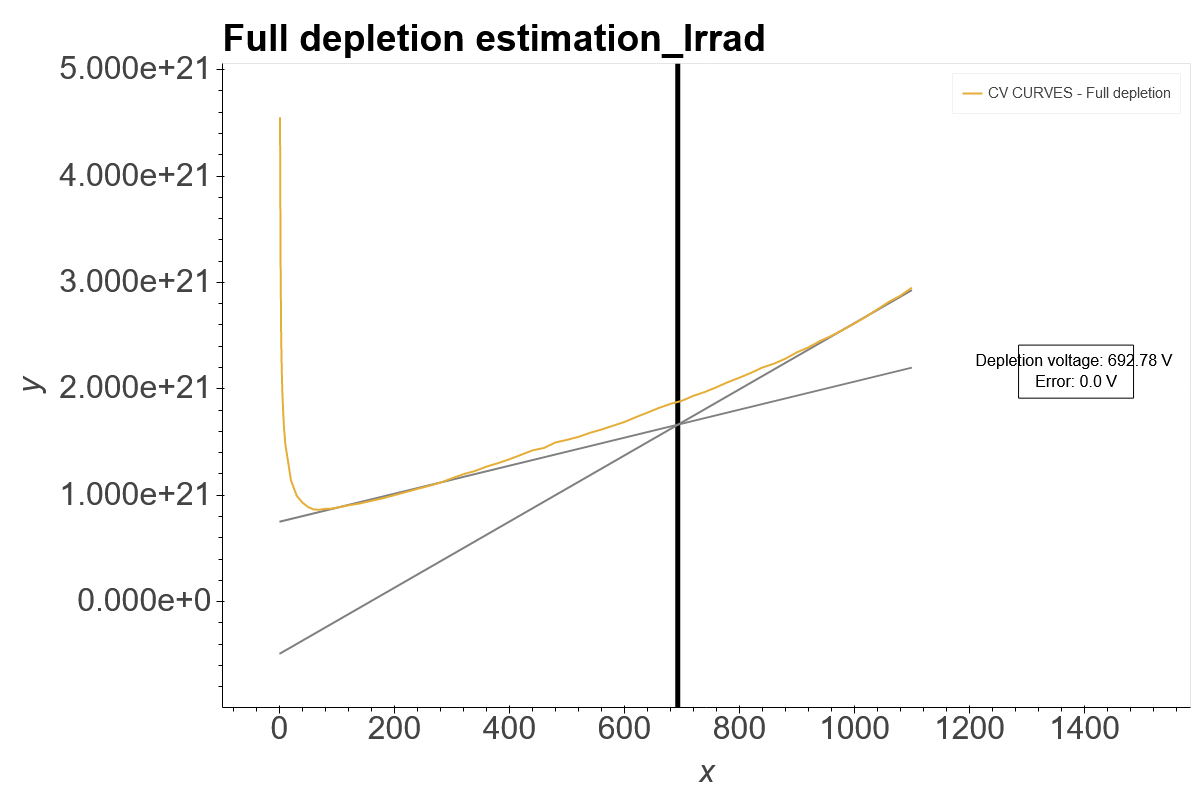 Full depletion estimation_Irrad
5.000e+21
4.000e+21
3.000e+21
2.000e+21
1.000e+21
0.000e+0
y
CV CURVES - Full depletion
Depletion voltage: 692.78 V
Error: 0.0 V
0 200 400 600 800 1000 1200 1400
x